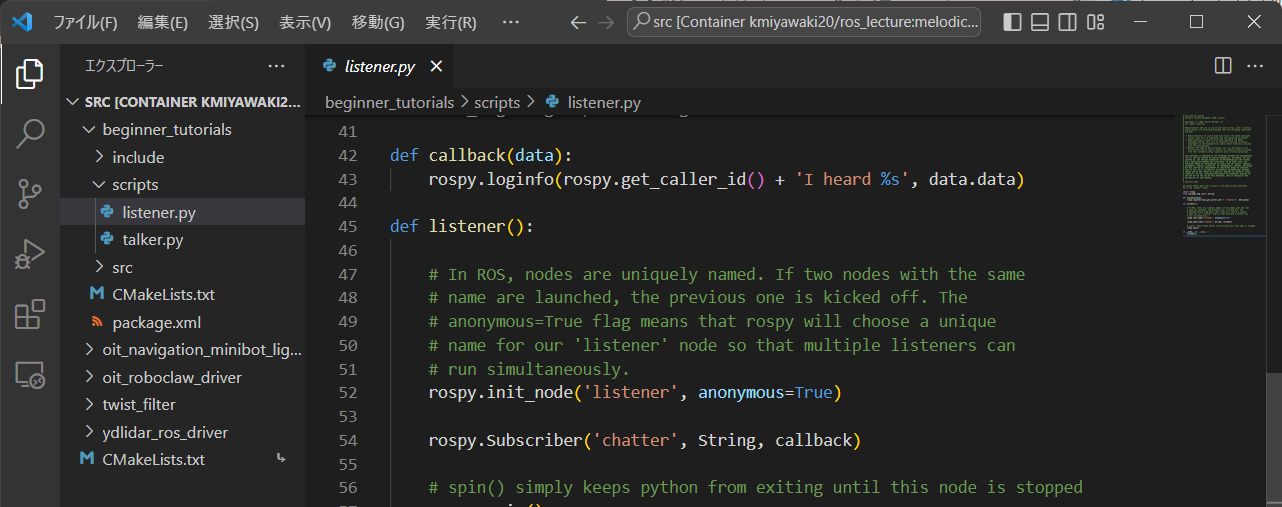 ファイル(F) 編集(E) 選択(S) 表示(V) 移動(G) 実行(R) ···
src [Container kmiyawaki20/ros_lecture:melodic...
エクスプローラー
SRC [CONTAINER KMIYAWAKI2...
beginner_tutorials
include
scripts
listener.py
talker.py
src
CMakeLists.txt
package.xml
oit_navigation_minibot_lig...
oit_roboclaw_driver
twist_filter
ydlidar_ros_driver
CMakeLists.txt
listener.py
beginner_tutorials > scripts > listener.py
41
42 def callback(data):
43 rospy.loginfo(rospy.get_caller_id() + 'I heard %s', data.data)
44
45 def listener():
46
47 # In ROS, nodes are uniquely named. If two nodes with the same
48 # name are launched, the previous one is kicked off. The
49 # anonymous=True flag means that rospy will choose a unique
50 # name for our 'listener' node so that multiple listeners can
51 # run simultaneously.
52 rospy.init_node('listener', anonymous=True)
53
54 rospy.Subscriber('chatter', String, callback)
55
56 # spin() simply keeps python from exiting until this node is stopped